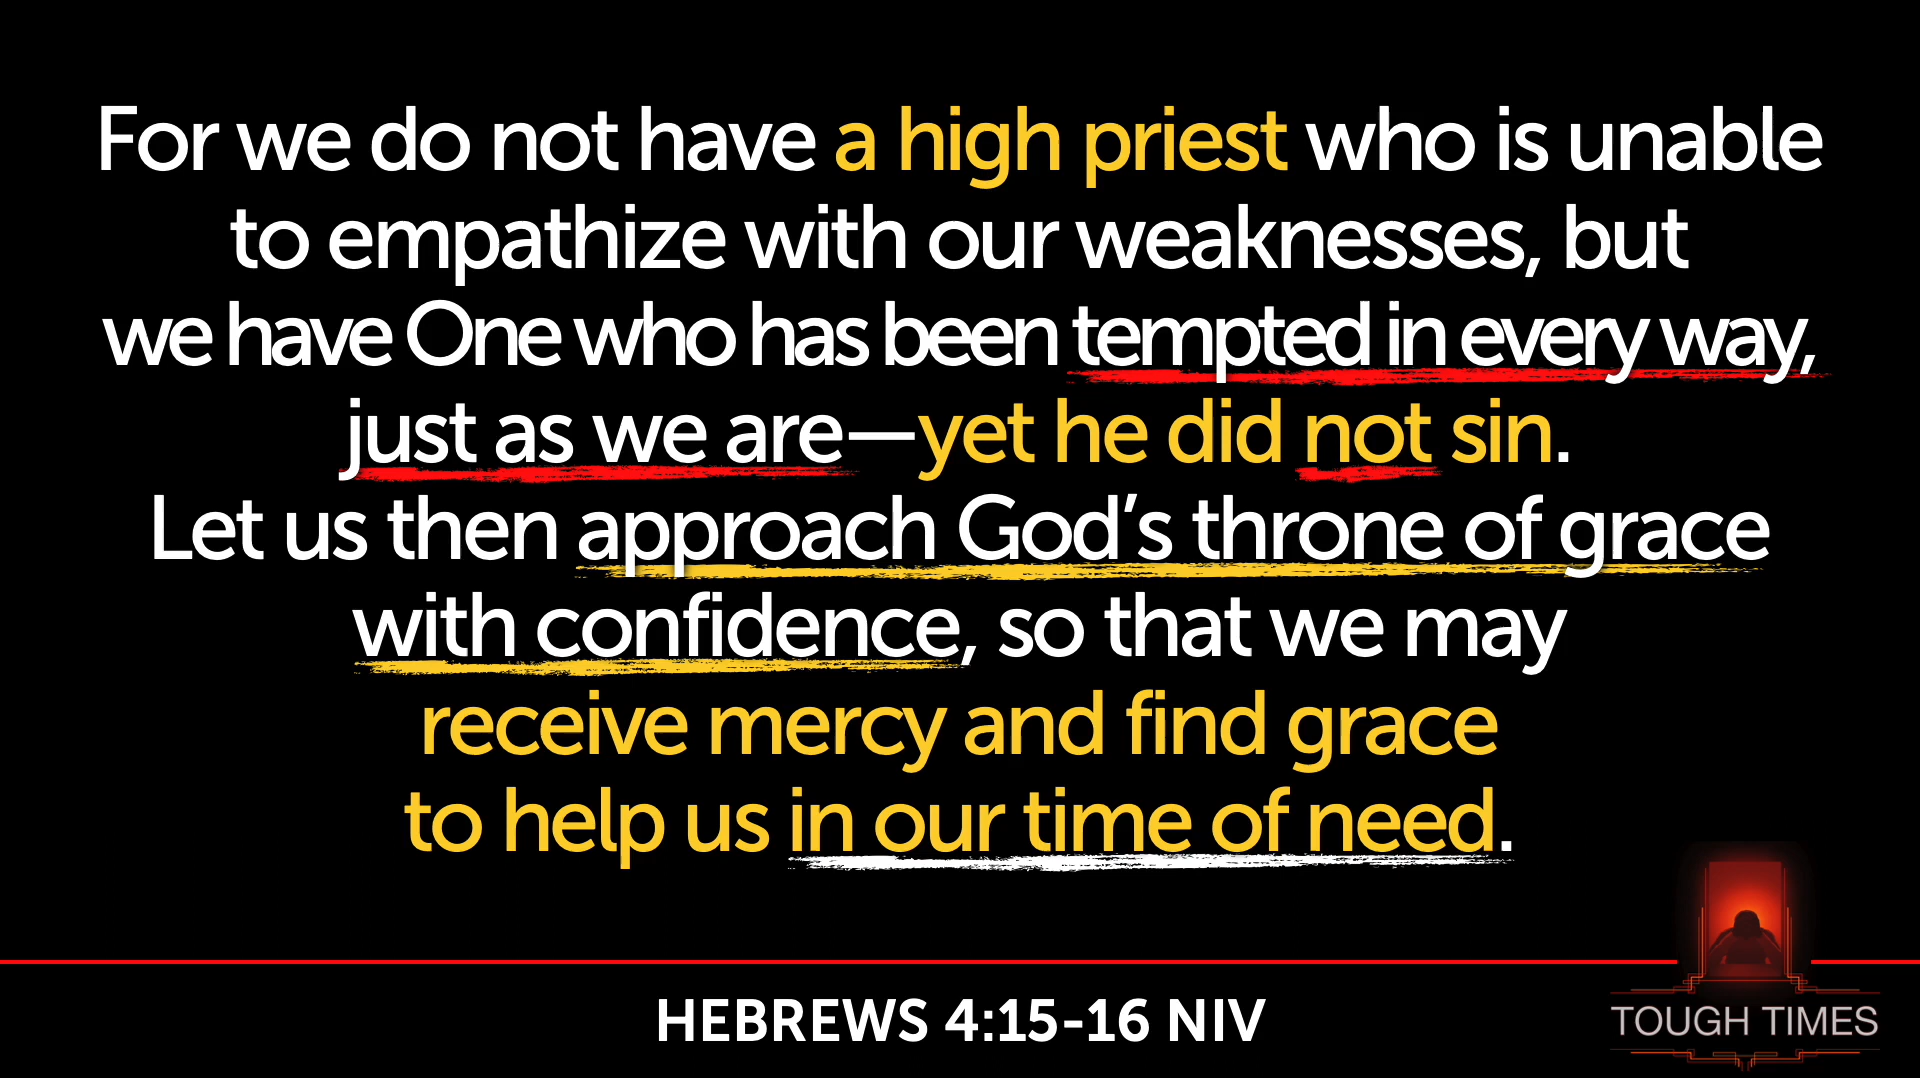 For we do not have a high priest who is unable
to empathize with our weaknesses, but
we have One who has been tempted in every way,
just as we are—yet he did not sin.
Let us then approach God’s throne of grace
with confidence, so that we may
receive mercy and find grace
to help us in our time of need.
HEBREWS 4:15-16 NIV
TOUGH TIMES